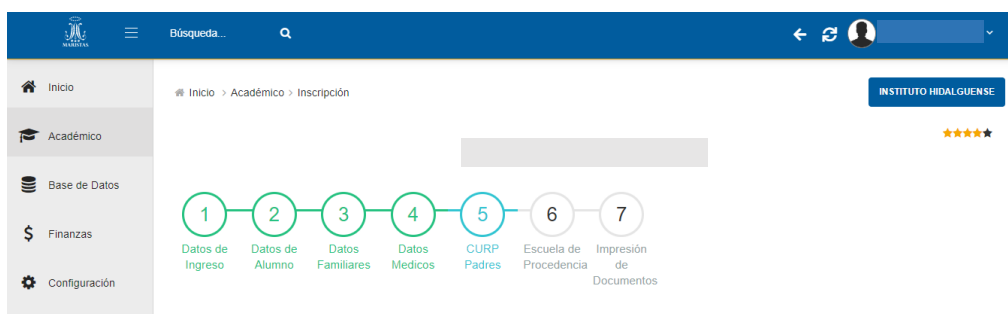 MARISTAS
Búsqueda...
Inicio
Académico
Base de Datos
Finanzas
Configuración
Inicio > Académico > Inscripción
INSTITUTO HIDALGUENSE
1 2 3 4 5 6 7
Datos de Datos de Datos Datos CURP Escuela de Impresión
Ingreso Alumno Familiares Medicos Padres Procedencia de
Documentos